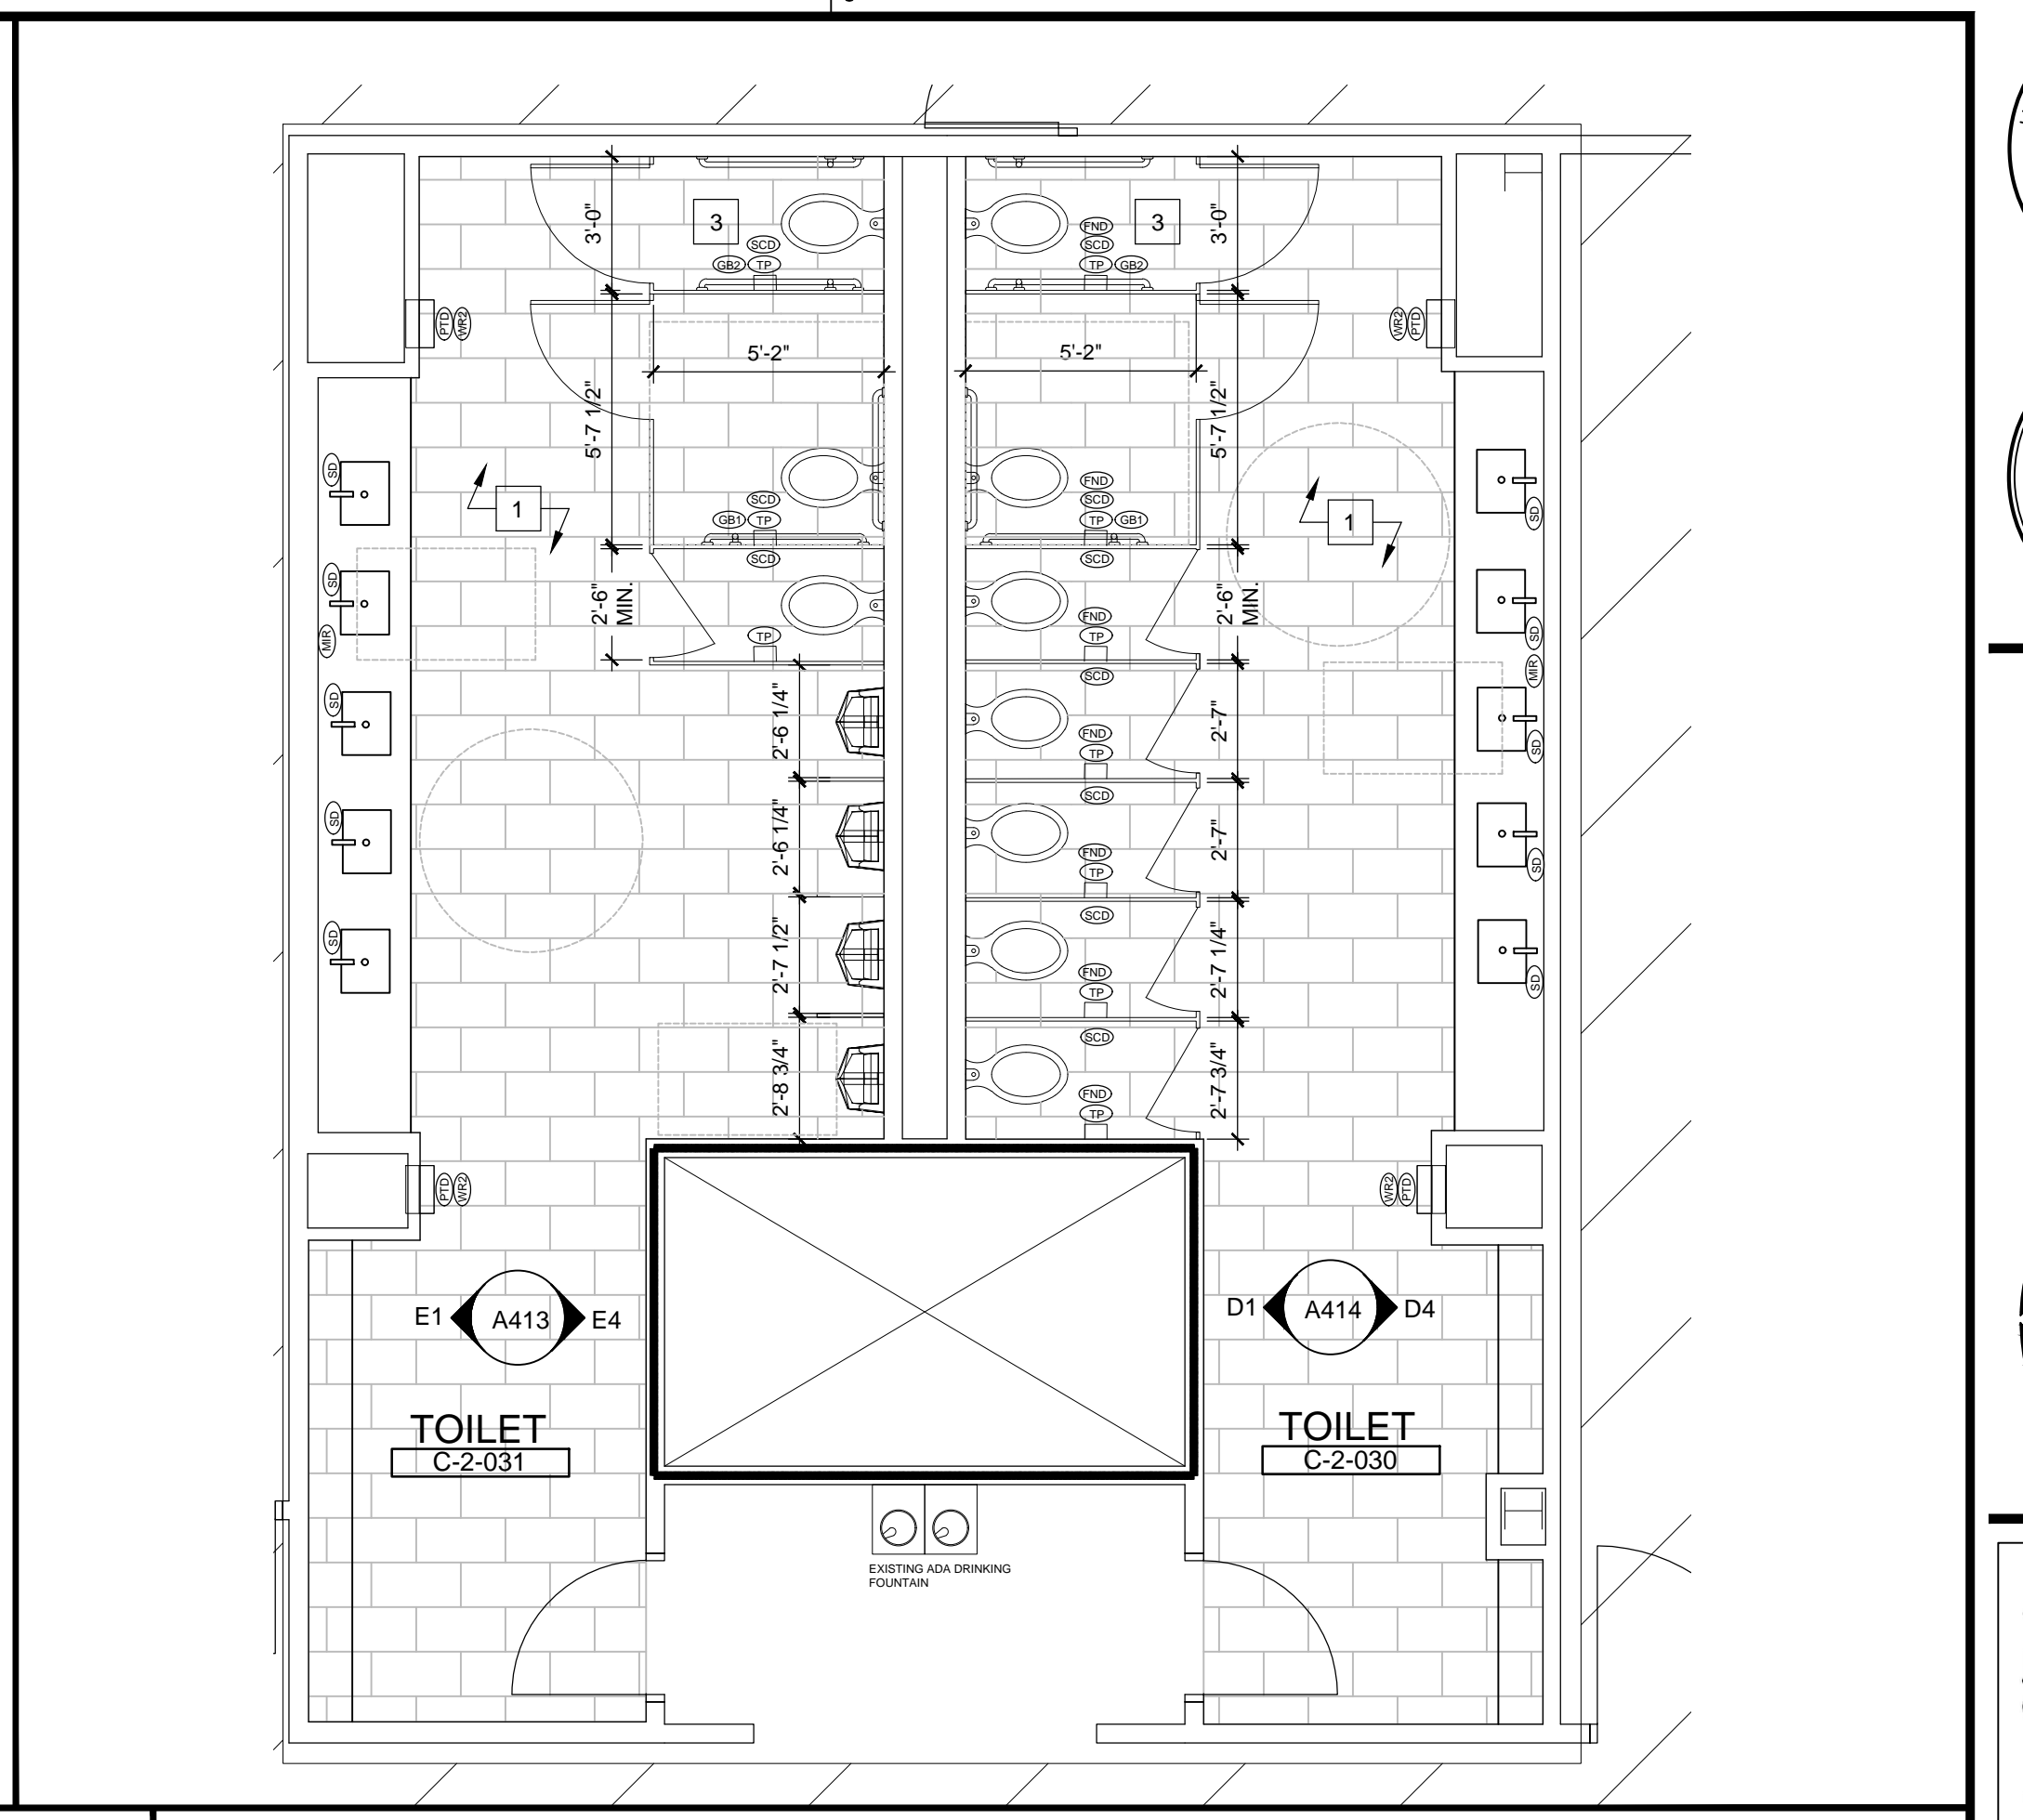 3'-0"
3
SCD
GB2 TP
FND
SCD
TP GB2
3
3'-0"
PTD WR2
5'-2"
5'-2"
WR2 PTD
5'-7 1/2"
5'-7 1/2"
SD
1
SCD
GB1 TP
FND
SCD
TP GB1
1
SD
SCD
SCD
SD
2'-6"
MIN.
MIR
TP
FND
TP
2'-6"
MIN.
SD
MIR
SCD
SD
2'-6 1/4"
FND
TP
2'-7"
SD
SCD
SD
2'-6 1/4"
FND
TP
2'-7"
SD
SCD
SD
2'-7 1/2"
FND
TP
2'-7 1/4"
SD
SCD
2'-8 3/4"
FND
TP
2'-7 3/4"
PTD WR2
WR2 PTD
E1 A413 E4
D1 A414 D4
TOILET
C-2-031
TOILET
C-2-030
EXISTING ADA DRINKING
FOUNTAIN